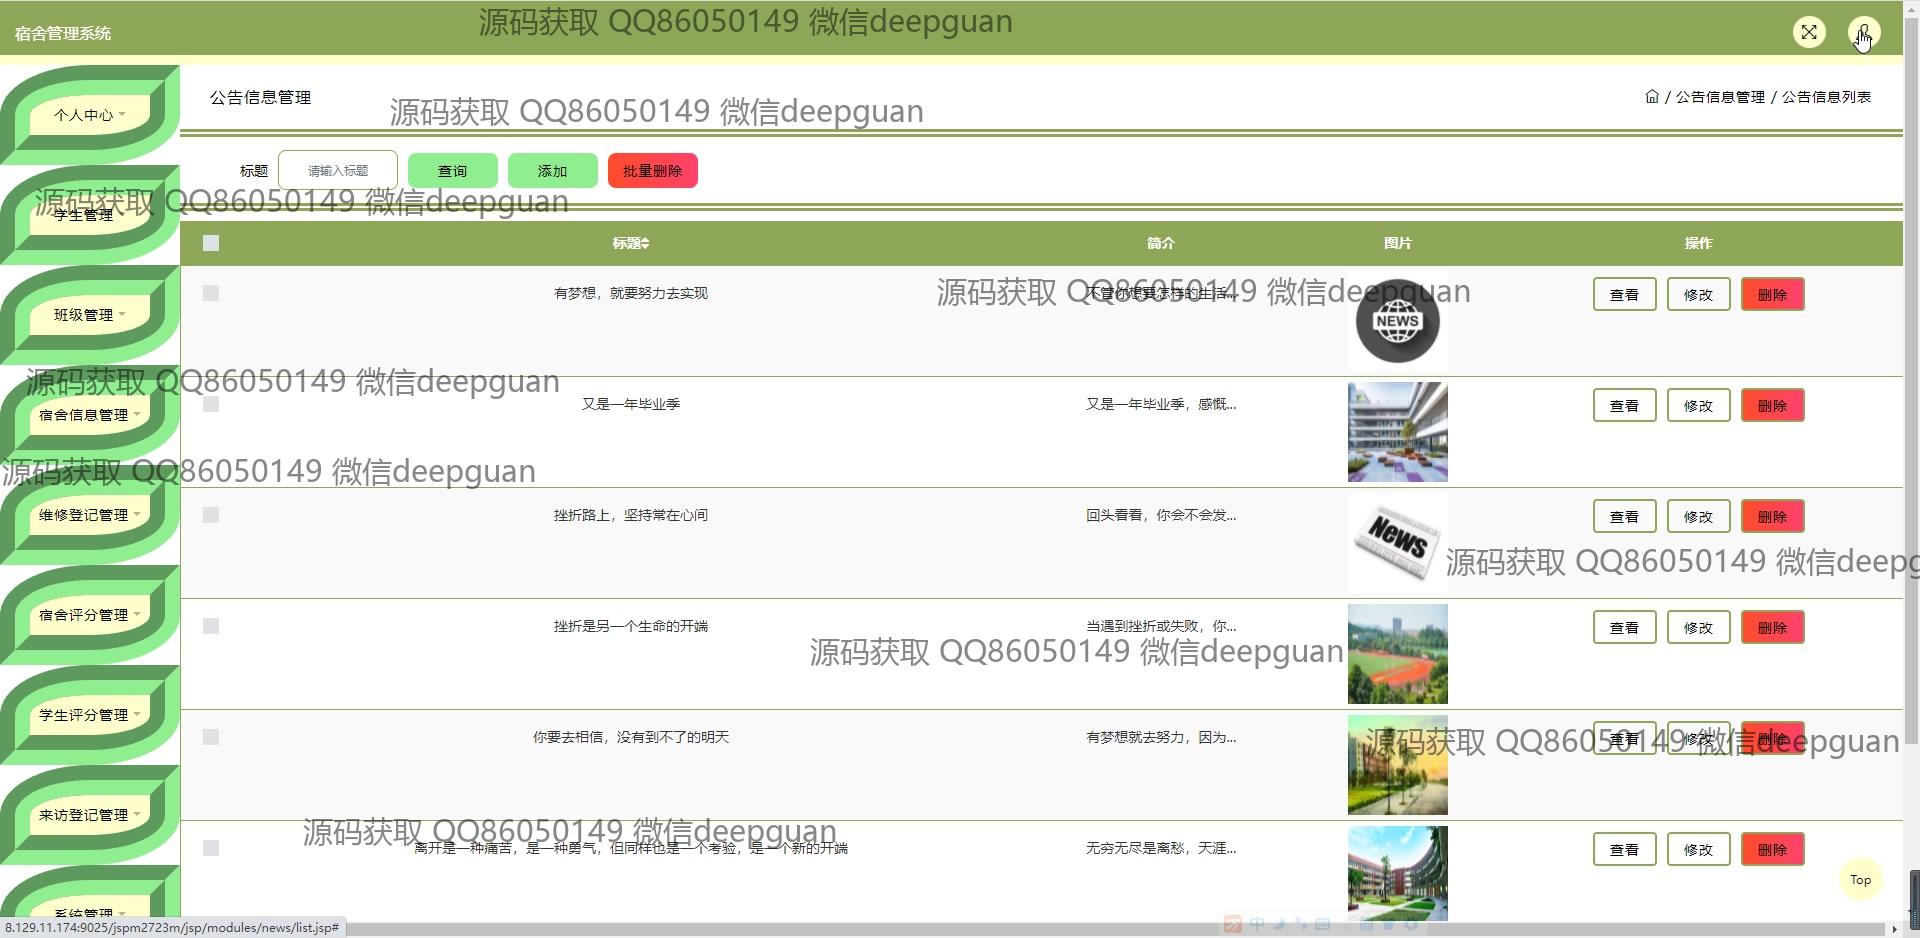 源码获取 QQ86050149 微信deepguan
宿舍管理系统
公告信息管理
/ 公告信息管理 / 公告信息列表
源码获取 QQ86050149 微信deepguan
个人中心
标题 请输入标题 查询 添加 批量删除
源码获取 QQ86050149 微信deepguan
学生管理
标题 简介 图片 操作
有梦想，就要努力去实现 不管你想要怎样的生活... NEWS 查看 修改 删除
源码获取 QQ86050149 微信deepguan
班级管理
源码获取 QQ86050149 微信deepguan
又是一年毕业季 又是一年毕业季，感慨... 查看 修改 删除
宿舍信息管理
源码获取 QQ86050149 微信deepguan
维修登记管理
挫折路上，坚持常在心间 回头看看，你会不会发... News 查看 修改 删除
源码获取 QQ86050149 微信deepg
宿舍评分管理
挫折是另一个生命的开端 当遇到挫折或失败，你... 查看 修改 删除
源码获取 QQ86050149 微信deepguan
学生评分管理
你要去相信，没有到不了的明天 有梦想就去努力，因为... 查看 修改 删除
源码获取 QQ86050149 微信deepguan
来访登记管理
源码获取 QQ86050149 微信deepguan
离开是一种痛苦，是一种勇气，但同样也是一个考验，是一个新的开端 无穷无尽是离愁，天涯... 查看 修改 删除
Top
系统管理
8.129.11.174:9025/jspm2723m/jsp/modules/news/list.jsp#
中 简